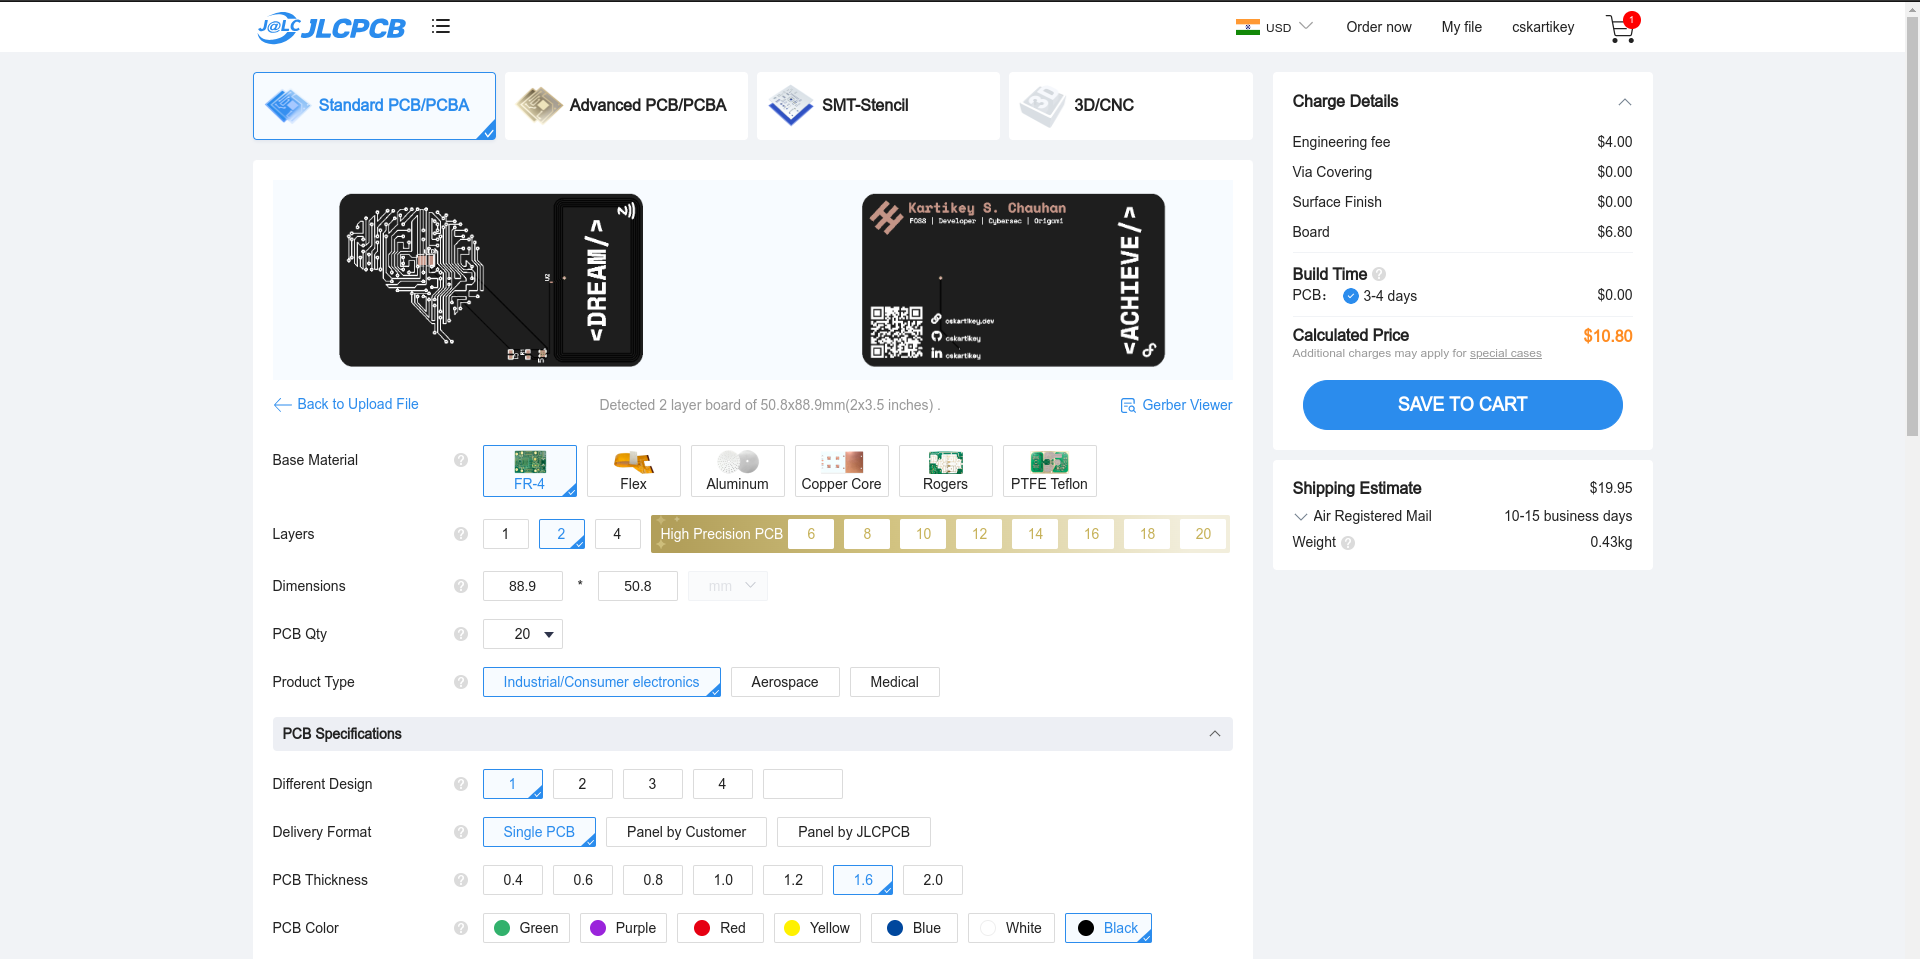 J@LC JLCPCB
USD
Order now
My file
cskartikey
1
Standard PCB/PCBA
Advanced PCB/PCBA
SMT-Stencil
3D/CNC
<DREAM/>
U2
Kartikey S. Chauhan
FOSS | Developer | Cybersec | Origami
cskartikey.dev
cskartikey
cskartikey
<ACHIEVE/>
Back to Upload File
Detected 2 layer board of 50.8x88.9mm(2x3.5 inches) .
Gerber Viewer
Base Material
FR-4
Flex
Aluminum
Copper Core
Rogers
PTFE Teflon
Layers
1
2
4
High Precision PCB
6
8
10
12
14
16
18
20
Dimensions
88.9
*
50.8
mm
PCB Qty
20
Product Type
Industrial/Consumer electronics
Aerospace
Medical
PCB Specifications
Different Design
1
2
3
4
Delivery Format
Single PCB
Panel by Customer
Panel by JLCPCB
PCB Thickness
0.4
0.6
0.8
1.0
1.2
1.6
2.0
PCB Color
Green
Purple
Red
Yellow
Blue
White
Black
Charge Details
Engineering fee $4.00
Via Covering $0.00
Surface Finish $0.00
Board $6.80
Build Time
PCB: 3-4 days $0.00
Calculated Price $10.80
Additional charges may apply for special cases
SAVE TO CART
Shipping Estimate $19.95
Air Registered Mail 10-15 business days
Weight 0.43kg